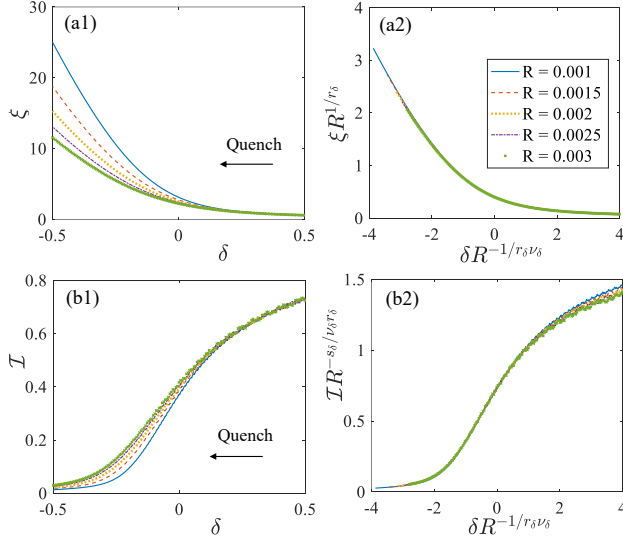 (a1)
30
20
10
0
ξ
Quench
-0.5
0
0.5
δ
(a2)
4
3
2
1
0
ξR^{1/r_δ}
R = 0.001
R = 0.0015
R = 0.002
R = 0.0025
R = 0.003
-4
-2
0
2
4
δR^{-1/r_δν_δ}
(b1)
0.8
0.6
0.4
0.2
0
I
Quench
-0.5
0
0.5
δ
(b2)
1.5
1
0.5
0
IR^{-s_δ/ν_δr_δ}
-4
-2
0
2
4
δR^{-1/r_δν_δ}